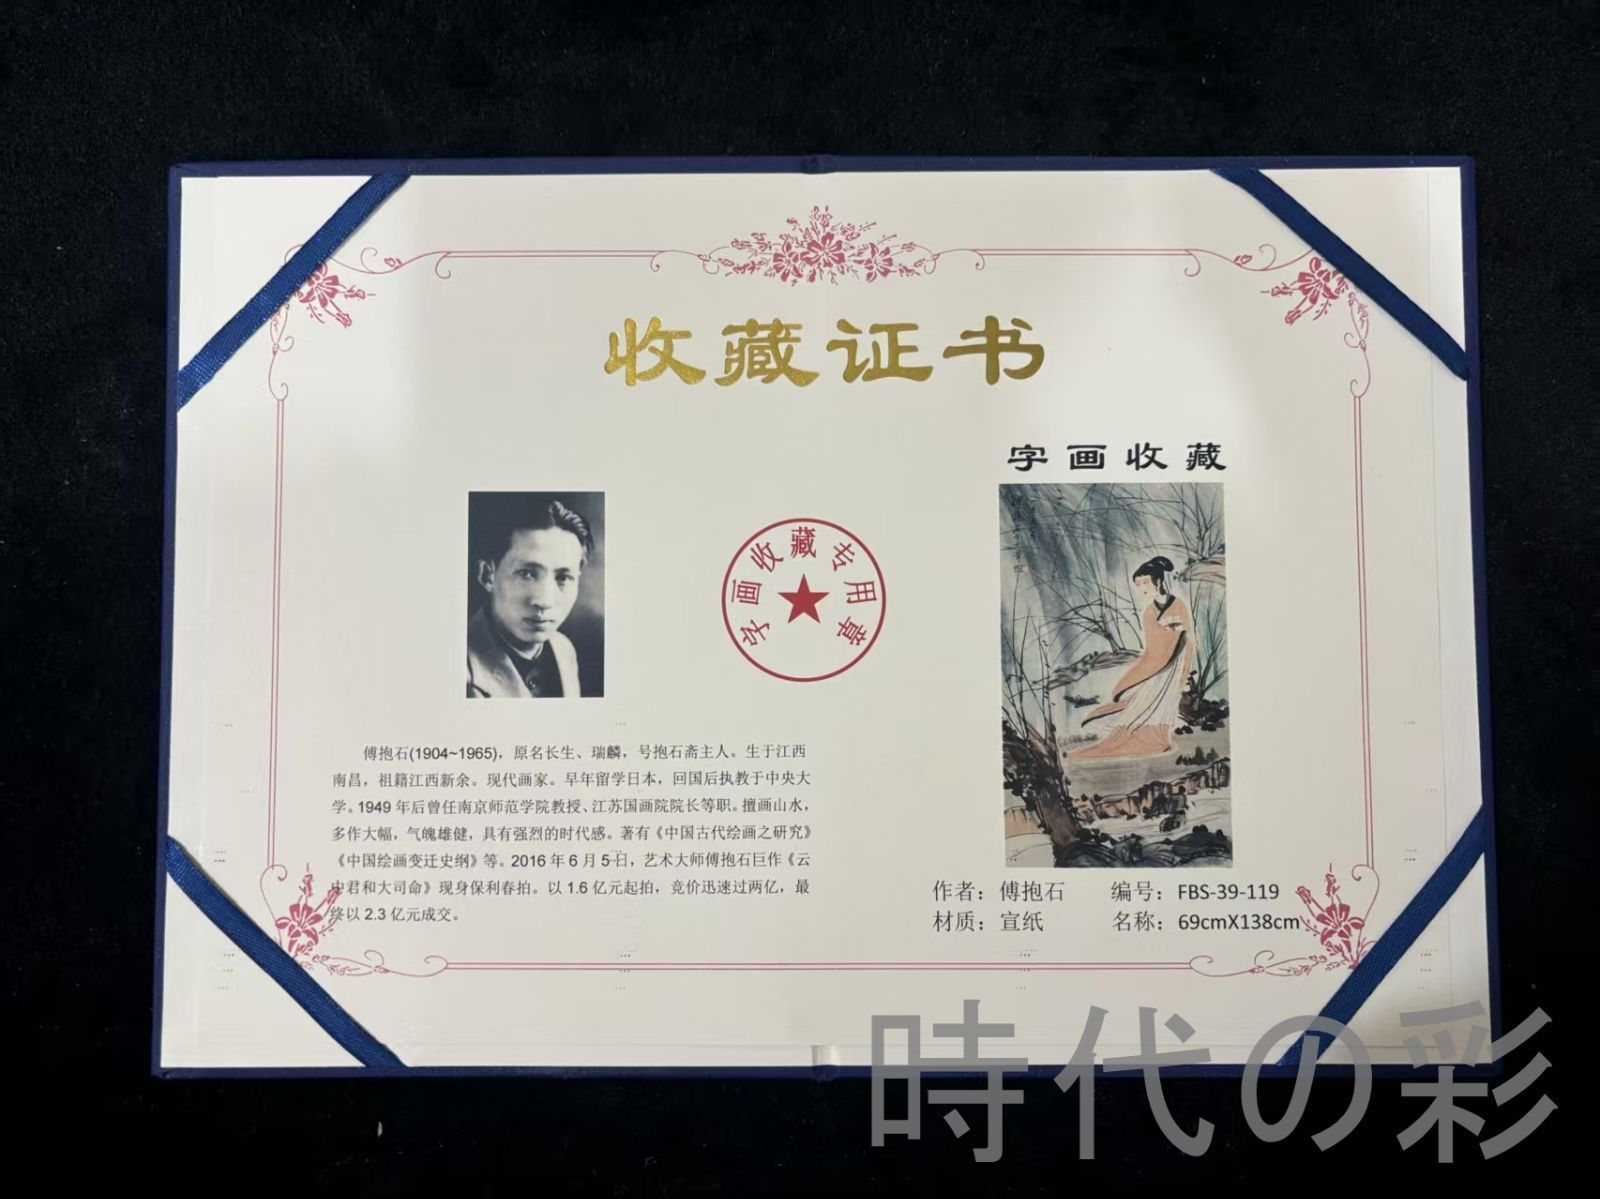 收藏证书
字画收藏
字画收藏专用章
傅抱石(1904~1965)，原名长生、瑞麟，号抱石斋主人。生于江西
南昌，祖籍江西新余。现代画家。早年留学日本，回国后执教于中央大
学。1949 年后曾任南京师范学院教授、江苏国画院院长等职。擅画山水，
多作大幅，气魄雄健，具有强烈的时代感。著有《中国古代绘画之研究》
《中国绘画变迁史纲》等。2016 年 6 月 5 日，艺术大师傅抱石巨作《云
中君和大司命》现身保利春拍。以 1.6 亿元起拍，竞价迅速过两亿，最
终以 2.3 亿元成交。
作者：傅抱石 编号：FBS-39-119
材质：宣纸 名称：69cmX138cm
時代の彩